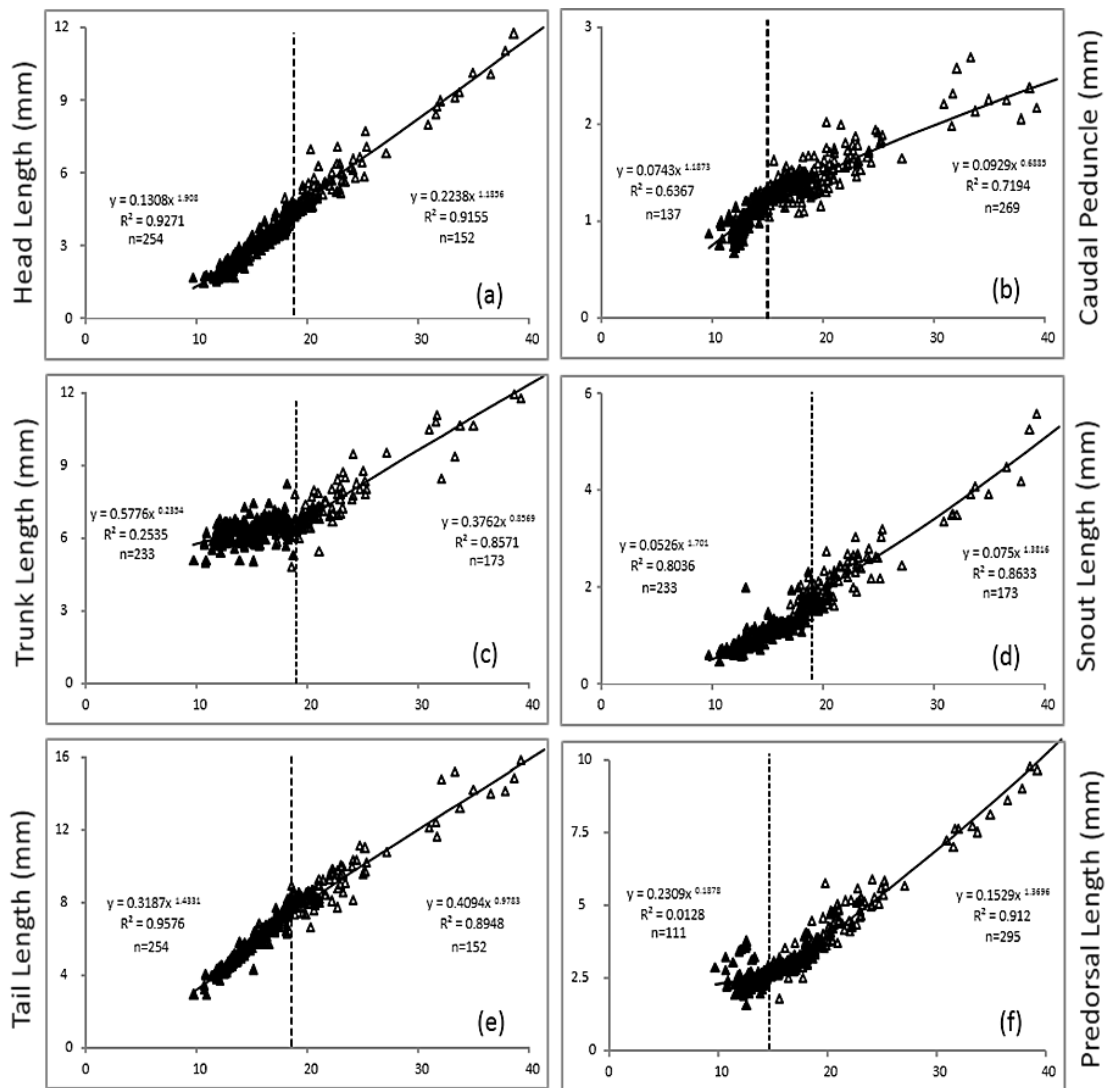 Head Length (mm)
12
9
6
3
0
y = 0.1308x^1.908
R² = 0.9271
n=254
y = 0.2238x^1.1836
R² = 0.9155
n=152
(a)
0 10 20 30 40
3
2
1
0
y = 0.0743x^1.1873
R² = 0.6367
n=137
y = 0.0929x^0.6885
R² = 0.7194
n=269
(b)
0 10 20 30 40
Caudal Peduncle (mm)
Trunk Length (mm)
12
9
6
3
0
y = 0.5776x^0.2354
R² = 0.2535
n=233
y = 0.3762x^0.8569
R² = 0.8571
n=173
(c)
0 10 20 30 40
6
4
2
0
y = 0.0526x^1.701
R² = 0.8036
n=233
y = 0.075x^1.3816
R² = 0.8633
n=173
(d)
0 10 20 30 40
Snout Length (mm)
Tail Length (mm)
16
12
8
4
0
y = 0.3187x^1.4331
R² = 0.9576
n=254
y = 0.4094x^0.9783
R² = 0.8948
n=152
(e)
0 10 20 30 40
10
7.5
5
2.5
0
y = 0.2309x^0.1878
R² = 0.0128
n=111
y = 0.1529x^1.3696
R² = 0.912
n=295
(f)
0 10 20 30 40
Predorsal Length (mm)